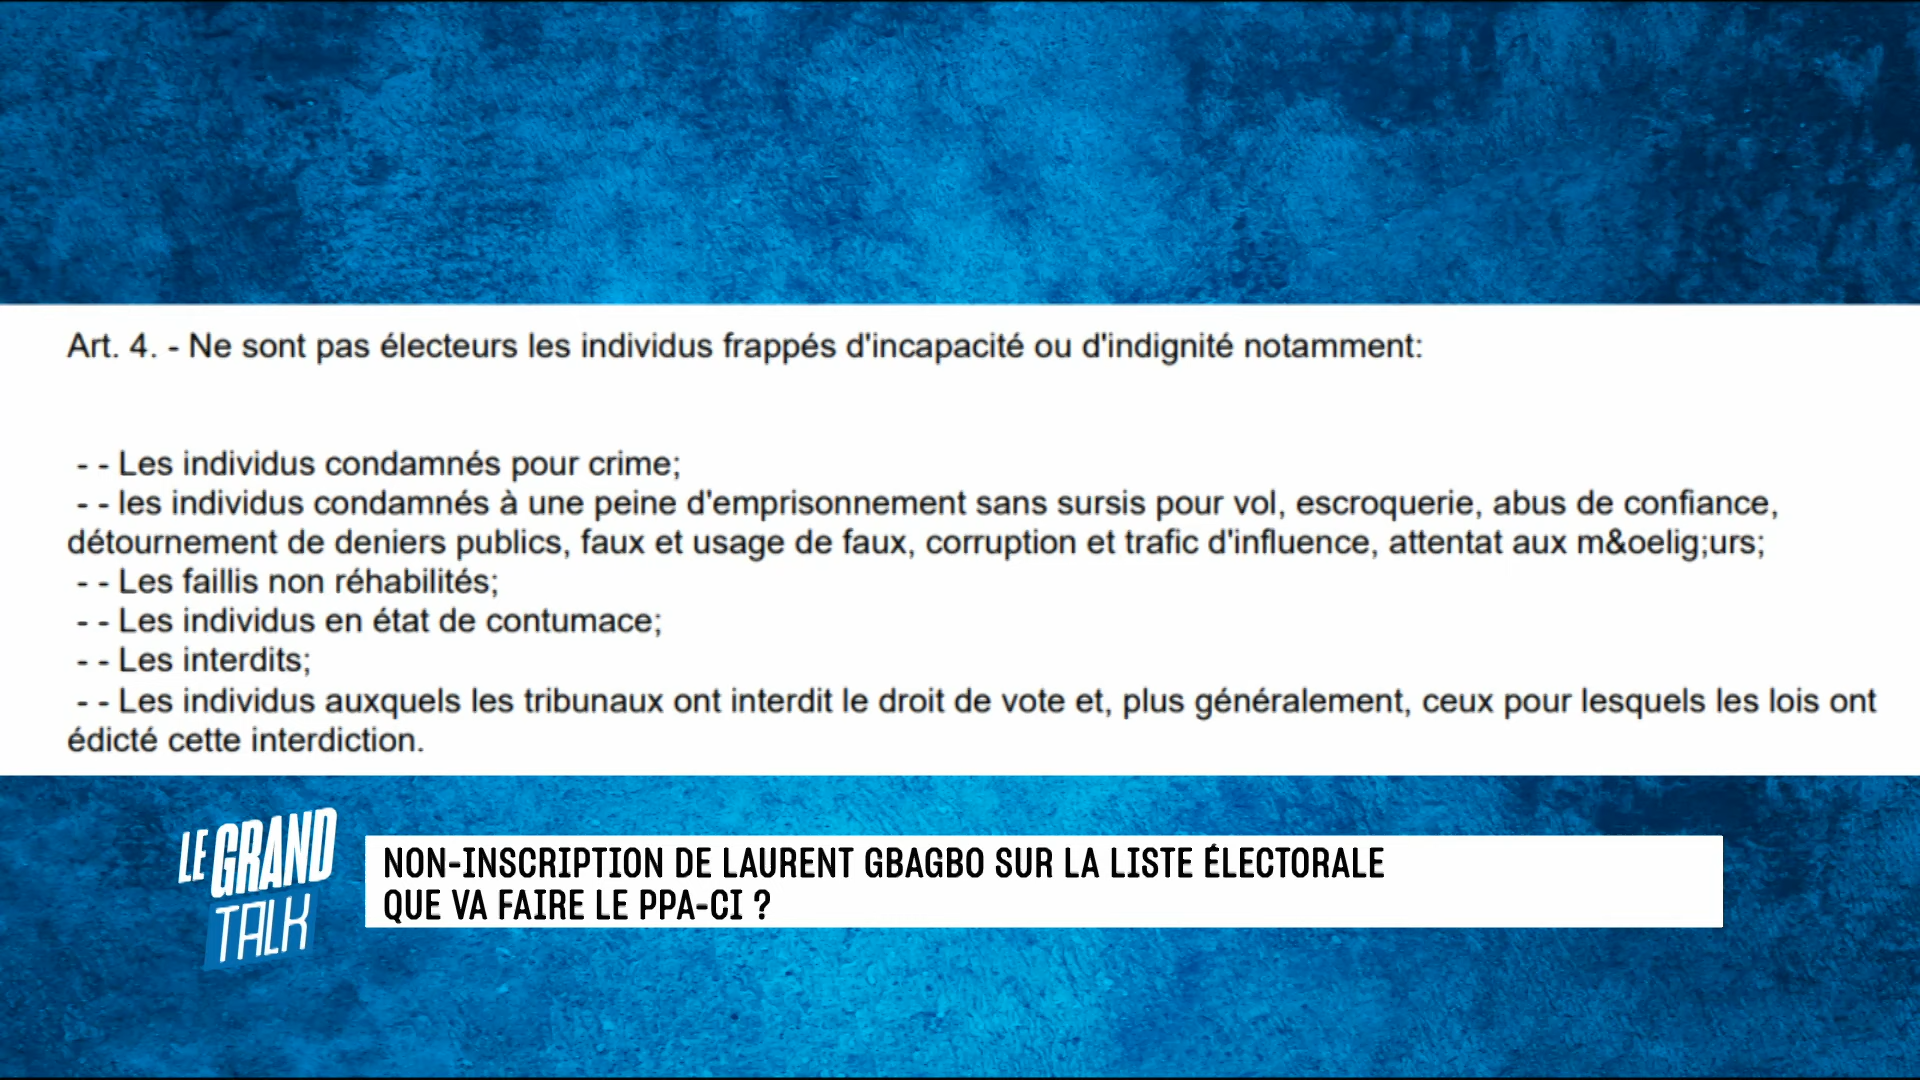 Art. 4. - Ne sont pas électeurs les individus frappés d'incapacité ou d'indignité notamment:
- - Les individus condamnés pour crime;
- - les individus condamnés à une peine d'emprisonnement sans sursis pour vol, escroquerie, abus de confiance,
détournement de deniers publics, faux et usage de faux, corruption et trafic d'influence, attentat aux m&oelig;urs;
- - Les faillis non réhabilités;
- - Les individus en état de contumace;
- - Les interdits;
- - Les individus auxquels les tribunaux ont interdit le droit de vote et, plus généralement, ceux pour lesquels les lois ont
édicté cette interdiction.
LE GRAND
TALK
NON-INSCRIPTION DE LAURENT GBAGBO SUR LA LISTE ÉLECTORALE
QUE VA FAIRE LE PPA-CI ?